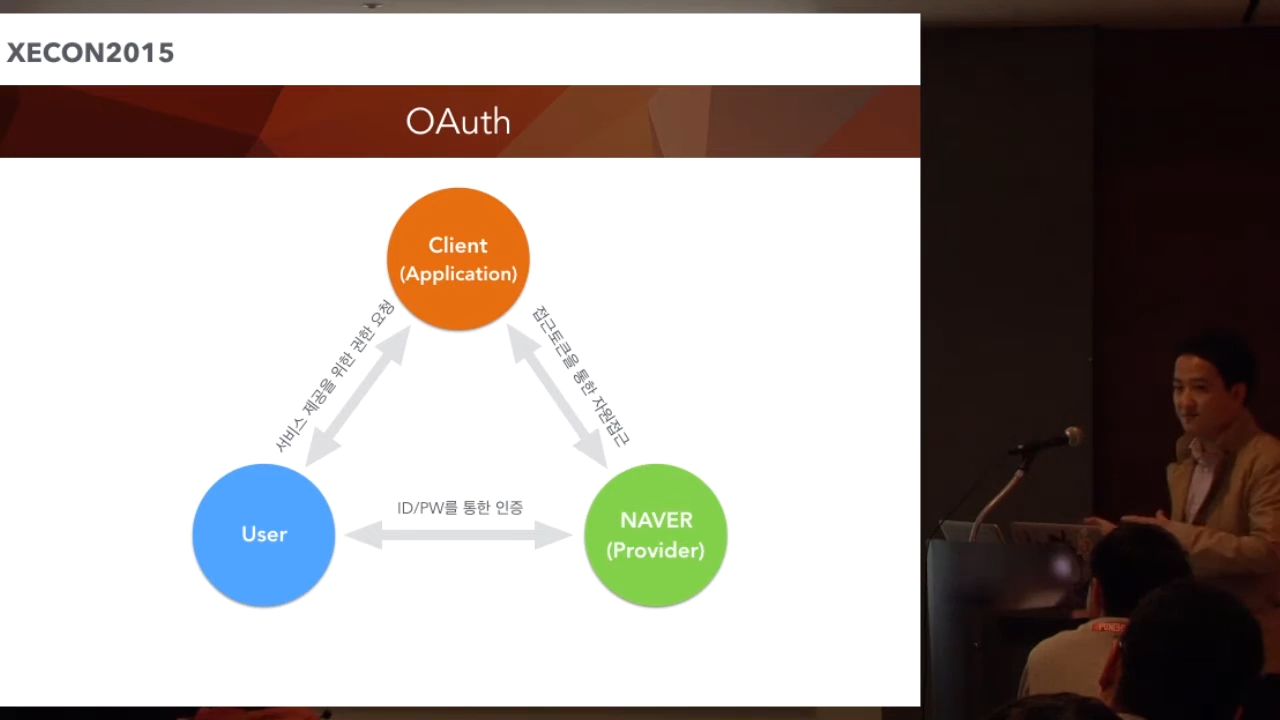 XECON2015
OAuth
Client
(Application)
서비스 제공을 위한 권한 요청
접근토큰을 통한 자원접근
ID/PW를 통한 인증
User
NAVER
(Provider)